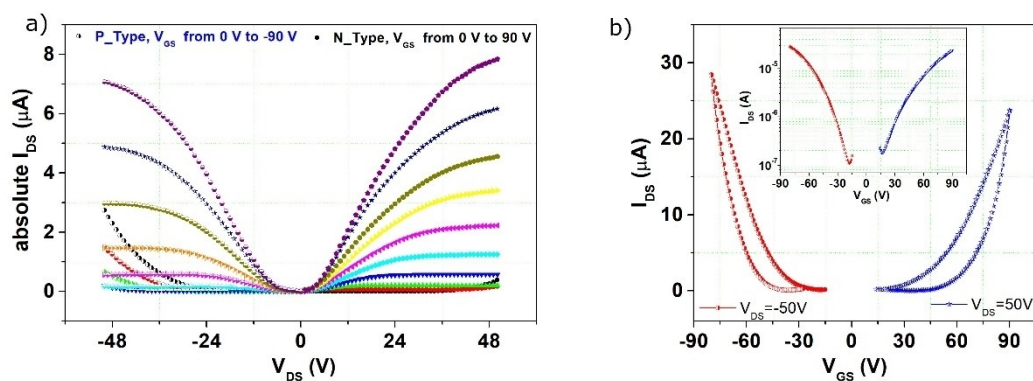 a)
P_Type, VGS from 0 V to -90 V
N_Type, VGS from 0 V to 90 V
absolute IDS (μA)
8
6
4
2
0
-48 -24 0 24 48
VDS (V)
b)
IDS (μA)
30
25
20
15
10
5
0
-90 -60 -30 0 30 60 90
VGS (V)
VDS=-50V
VDS=50V
IDS (A)
10-5
10-6
10-7
-90 -60 -30 0 30 60 90
VGS (V)